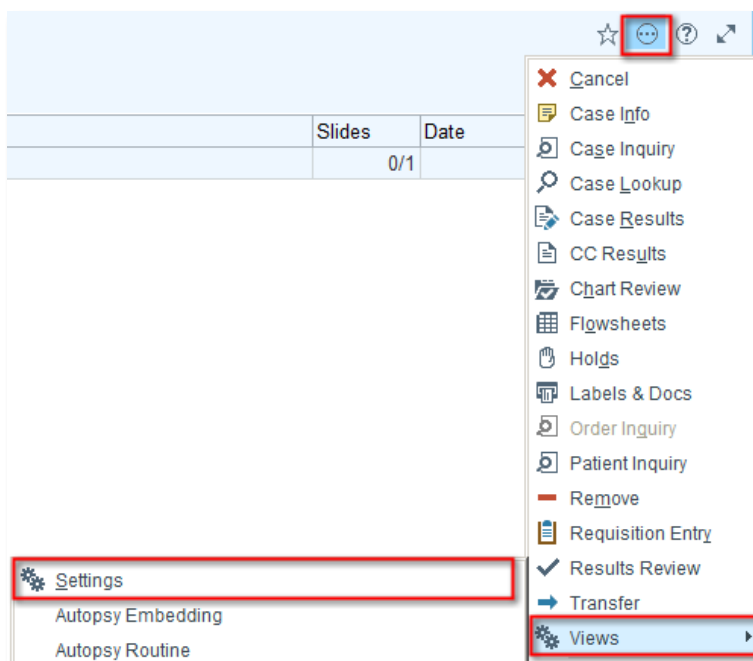 Slides Date
0/1
Cancel
Case Info
Case Inquiry
Case Lookup
Case Results
CC Results
Chart Review
Flowsheets
Holds
Labels & Docs
Order Inquiry
Patient Inquiry
Remove
Requisition Entry
Results Review
Transfer
Views
Settings
Autopsy Embedding
Autopsy Routine